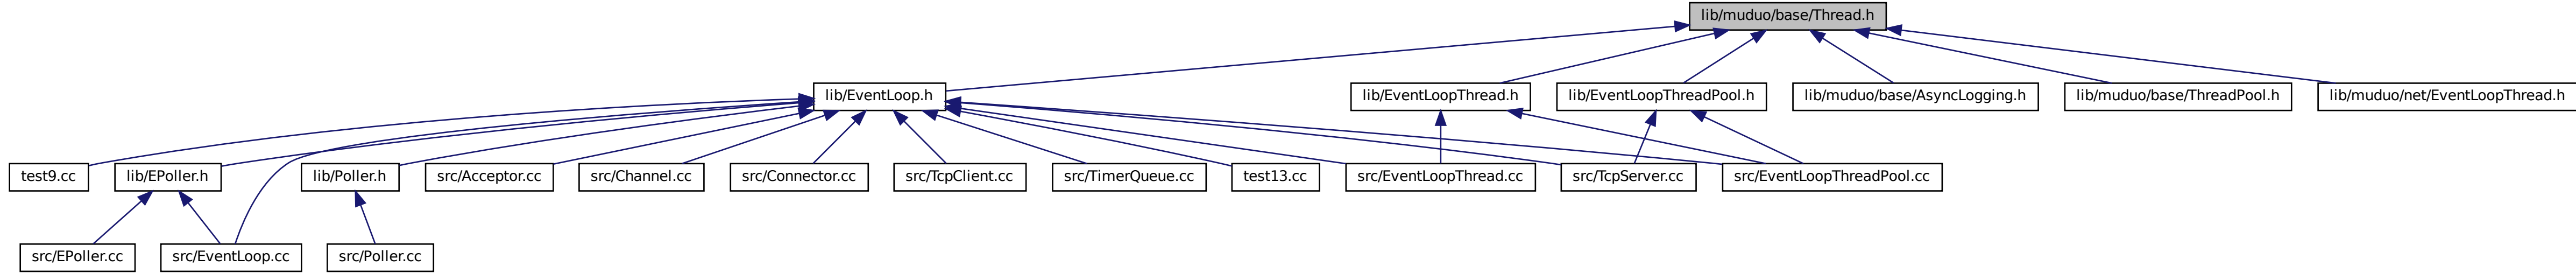 lib/muduo/base/Thread.h
lib/EventLoop.h
lib/EventLoopThread.h
lib/EventLoopThreadPool.h
lib/muduo/base/AsyncLogging.h
lib/muduo/base/ThreadPool.h
lib/muduo/net/EventLoopThread.h
test9.cc
lib/EPoller.h
lib/Poller.h
src/Acceptor.cc
src/Channel.cc
src/Connector.cc
src/TcpClient.cc
src/TimerQueue.cc
test13.cc
src/EventLoopThread.cc
src/TcpServer.cc
src/EventLoopThreadPool.cc
src/EPoller.cc
src/EventLoop.cc
src/Poller.cc